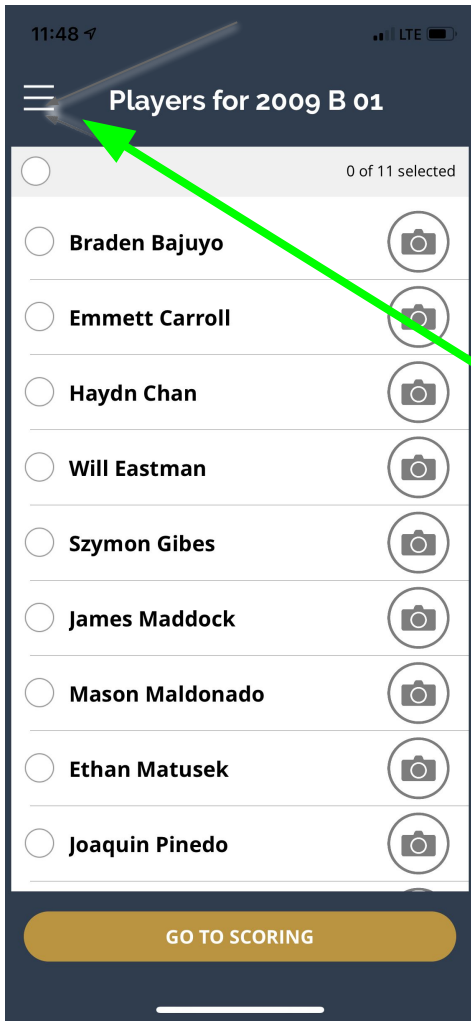 11:48
LTE
Players for 2009 B 01
0 of 11 selected
Braden Bajuyo
Emmett Carroll
Haydn Chan
Will Eastman
Szymon Gibes
James Maddock
Mason Maldonado
Ethan Matusek
Joaquin Pinedo
GO TO SCORING